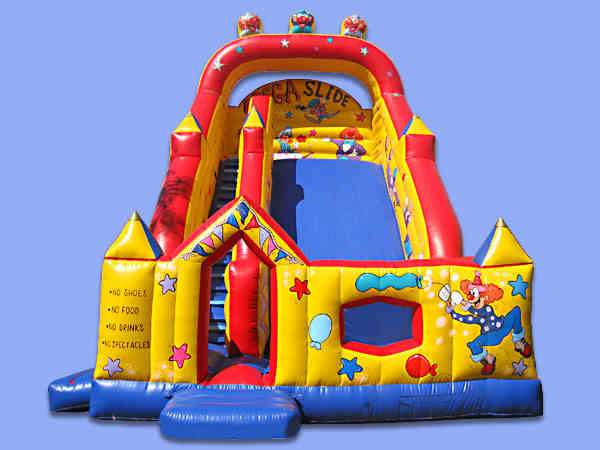 SLIDE
•NO SHOES
•NO FOOD
•NO DRINKS
•NO SPECTACLES